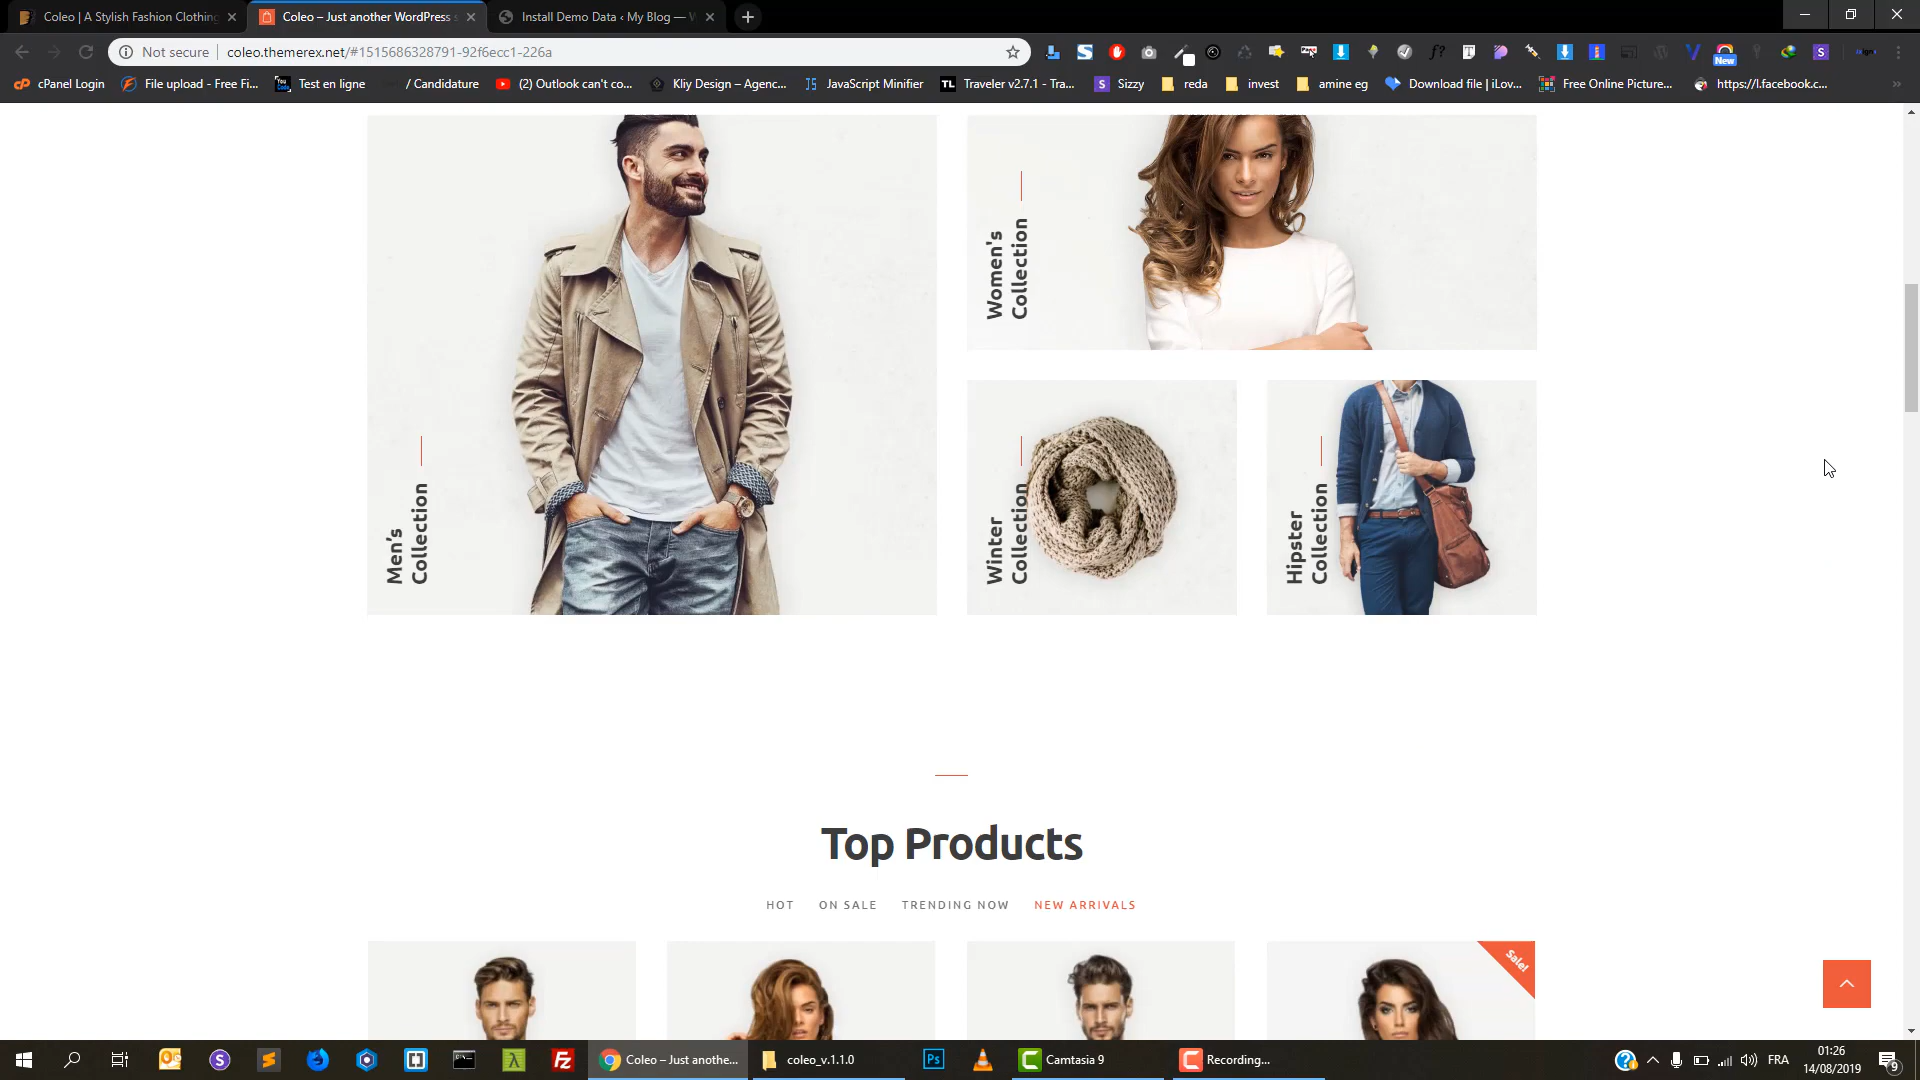 Coleo | A Stylish Fashion Clothing
Coleo – Just another WordPress s
Install Demo Data ‹ My Blog — W
Not secure
coleo.themerex.net/#1515686328791-92f6ecc1-226a
New
cPanel Login
File upload - Free Fi...
Test en ligne
/ Candidature
(2) Outlook can't co...
Kliy Design – Agenc...
JavaScript Minifier
Traveler v2.7.1 - Tra...
Sizzy
reda
invest
amine eg
Download file | iLov...
Free Online Picture...
https://l.facebook.c...
Men's
Collection
Women's
Collection
Winter
Collection
Hipster
Collection
Top Products
HOT
ON SALE
TRENDING NOW
NEW ARRIVALS
Sale!
Coleo – Just anothe...
coleo_v.1.1.0
Camtasia 9
Recording...
FRA
01:26
14/08/2019
9